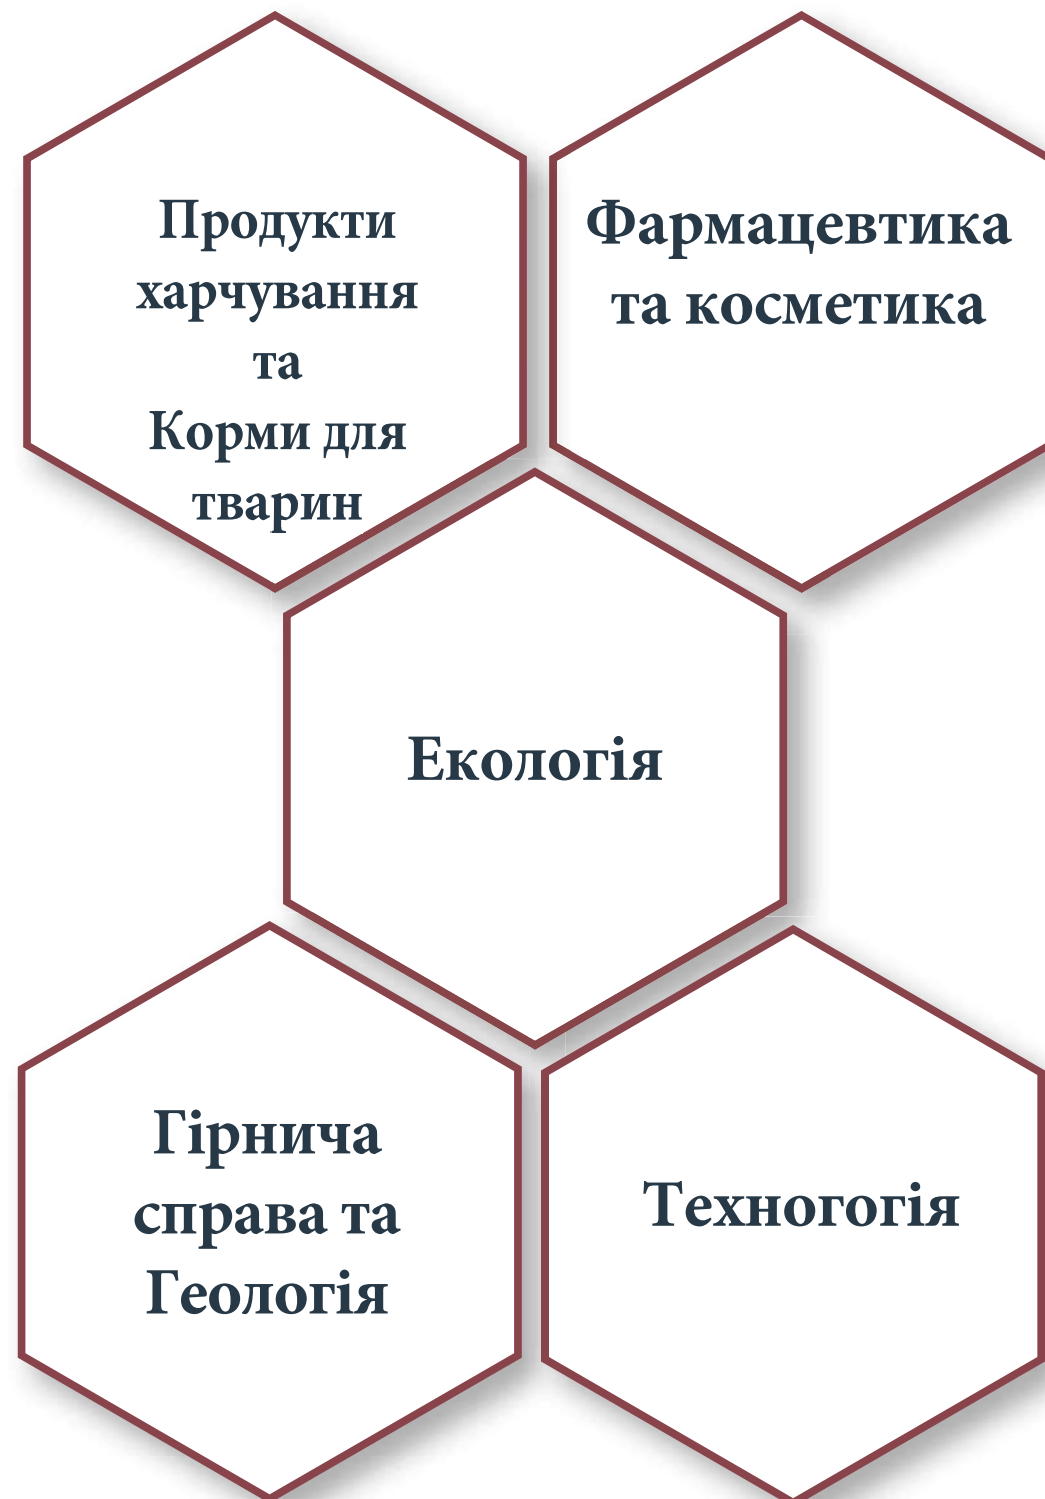 Продукти
харчування
та
Корми для
тварин
Фармацевтика
та косметика
Екологія
Гірнича
справа та
Геологія
Техногогія